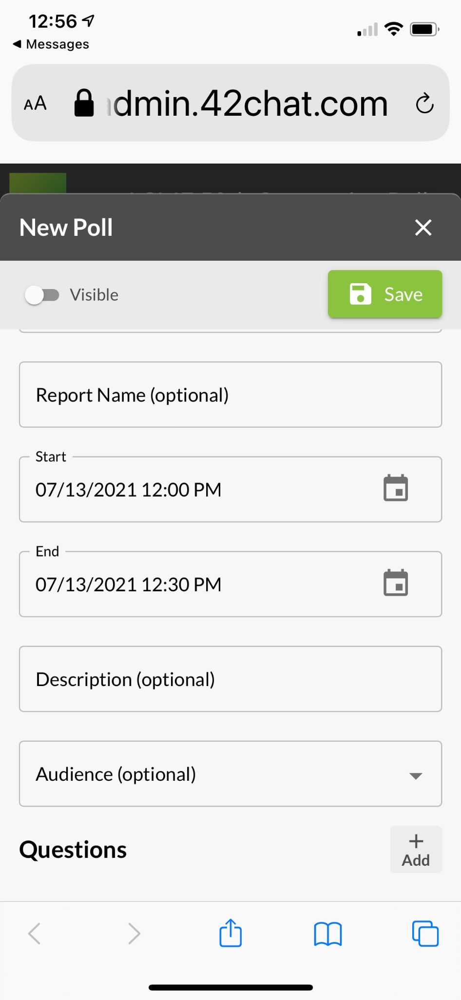 12:56
Messages
AA
dmin.42chat.com
New Poll
Visible
Save
Report Name (optional)
Start
07/13/2021 12:00 PM
End
07/13/2021 12:30 PM
Description (optional)
Audience (optional)
Questions
Add